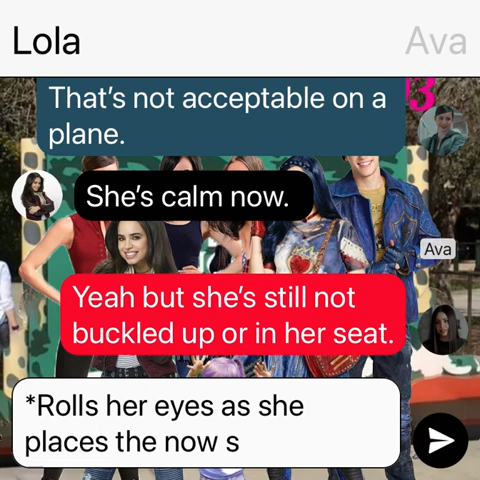 Lola
Ava
3
That's not acceptable on a
plane.
She's calm now.
Ava
Yeah but she's still not
buckled up or in her seat.
*Rolls her eyes as she
places the now s